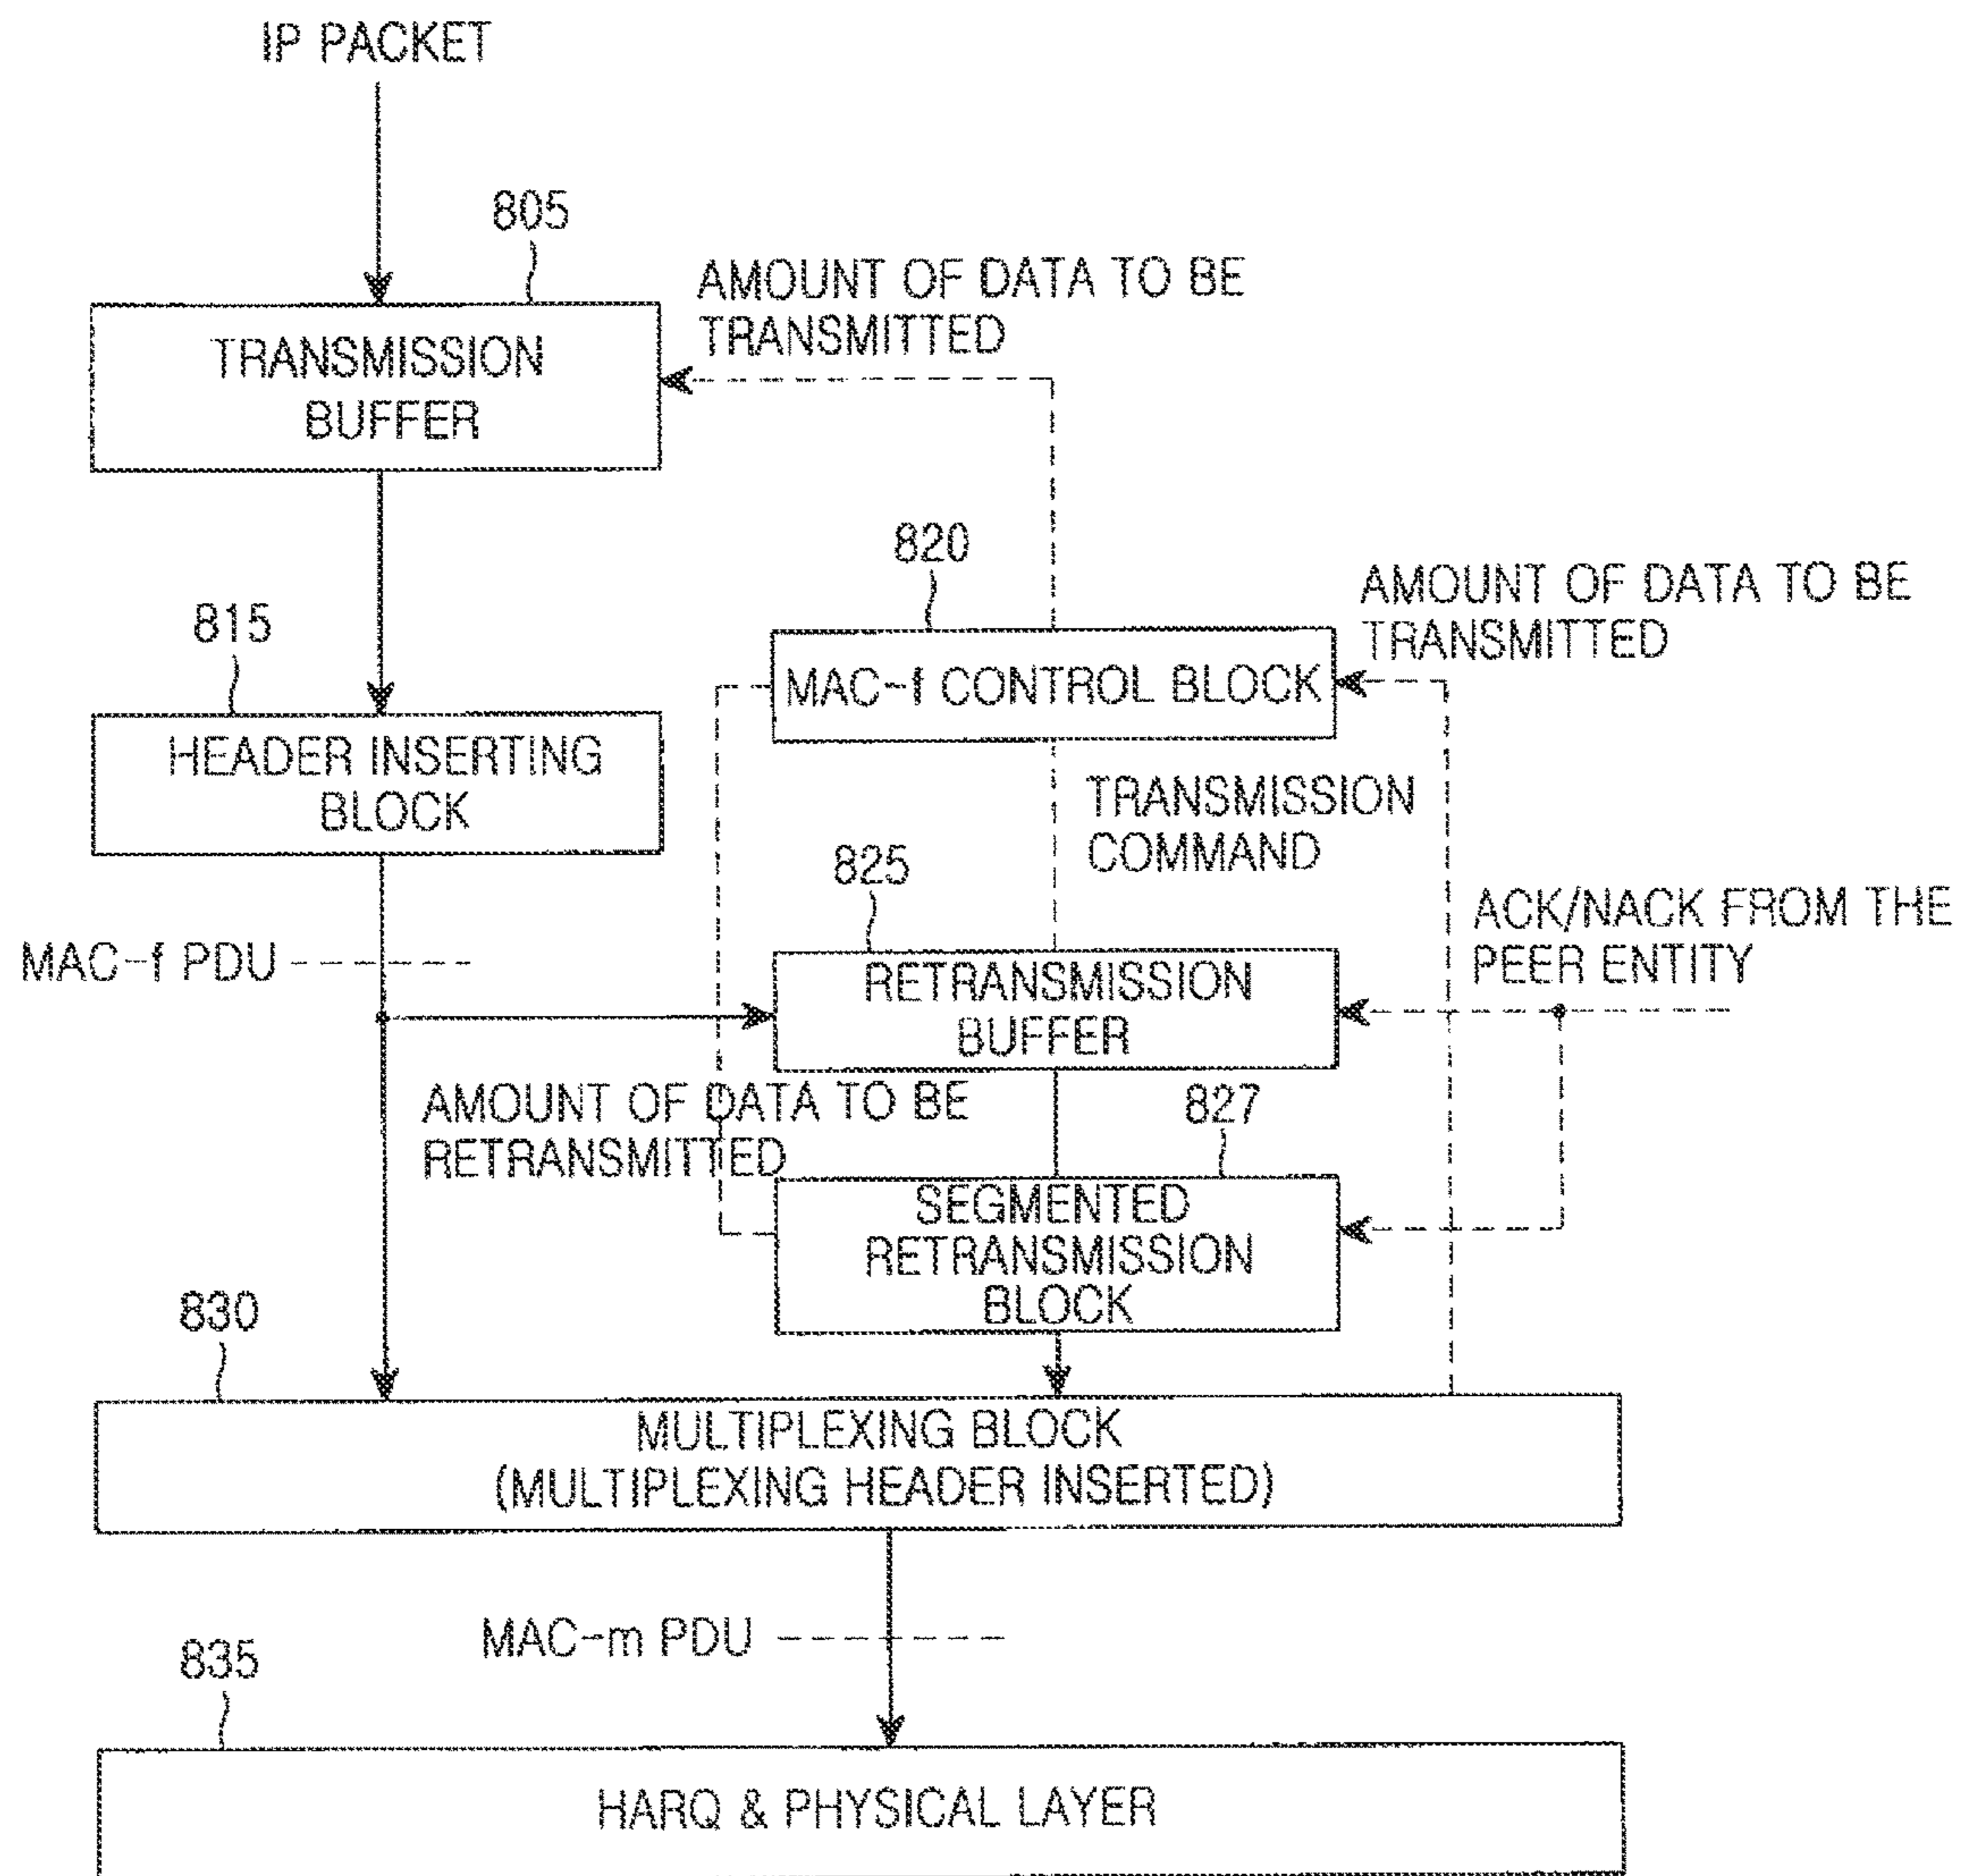 IP PACKET
805
AMOUNT OF DATA TO BE
TRANSMITTED
TRANSMISSION
BUFFER
820
AMOUNT OF DATA TO BE
TRANSMITTED
815
MAC-f CONTROL BLOCK
HEADER INSERTING
BLOCK
TRANSMISSION
COMMAND
825
ACK/NACK FROM THE
PEER ENTITY
MAC-f PDU
RETRANSMISSION
BUFFER
AMOUNT OF DATA TO BE
RETRANSMITTED
827
SEGMENTED
RETRANSMISSION
BLOCK
830
MULTIPLEXING BLOCK
(MULTIPLEXING HEADER INSERTED)
MAC-m PDU
835
HARQ & PHYSICAL LAYER